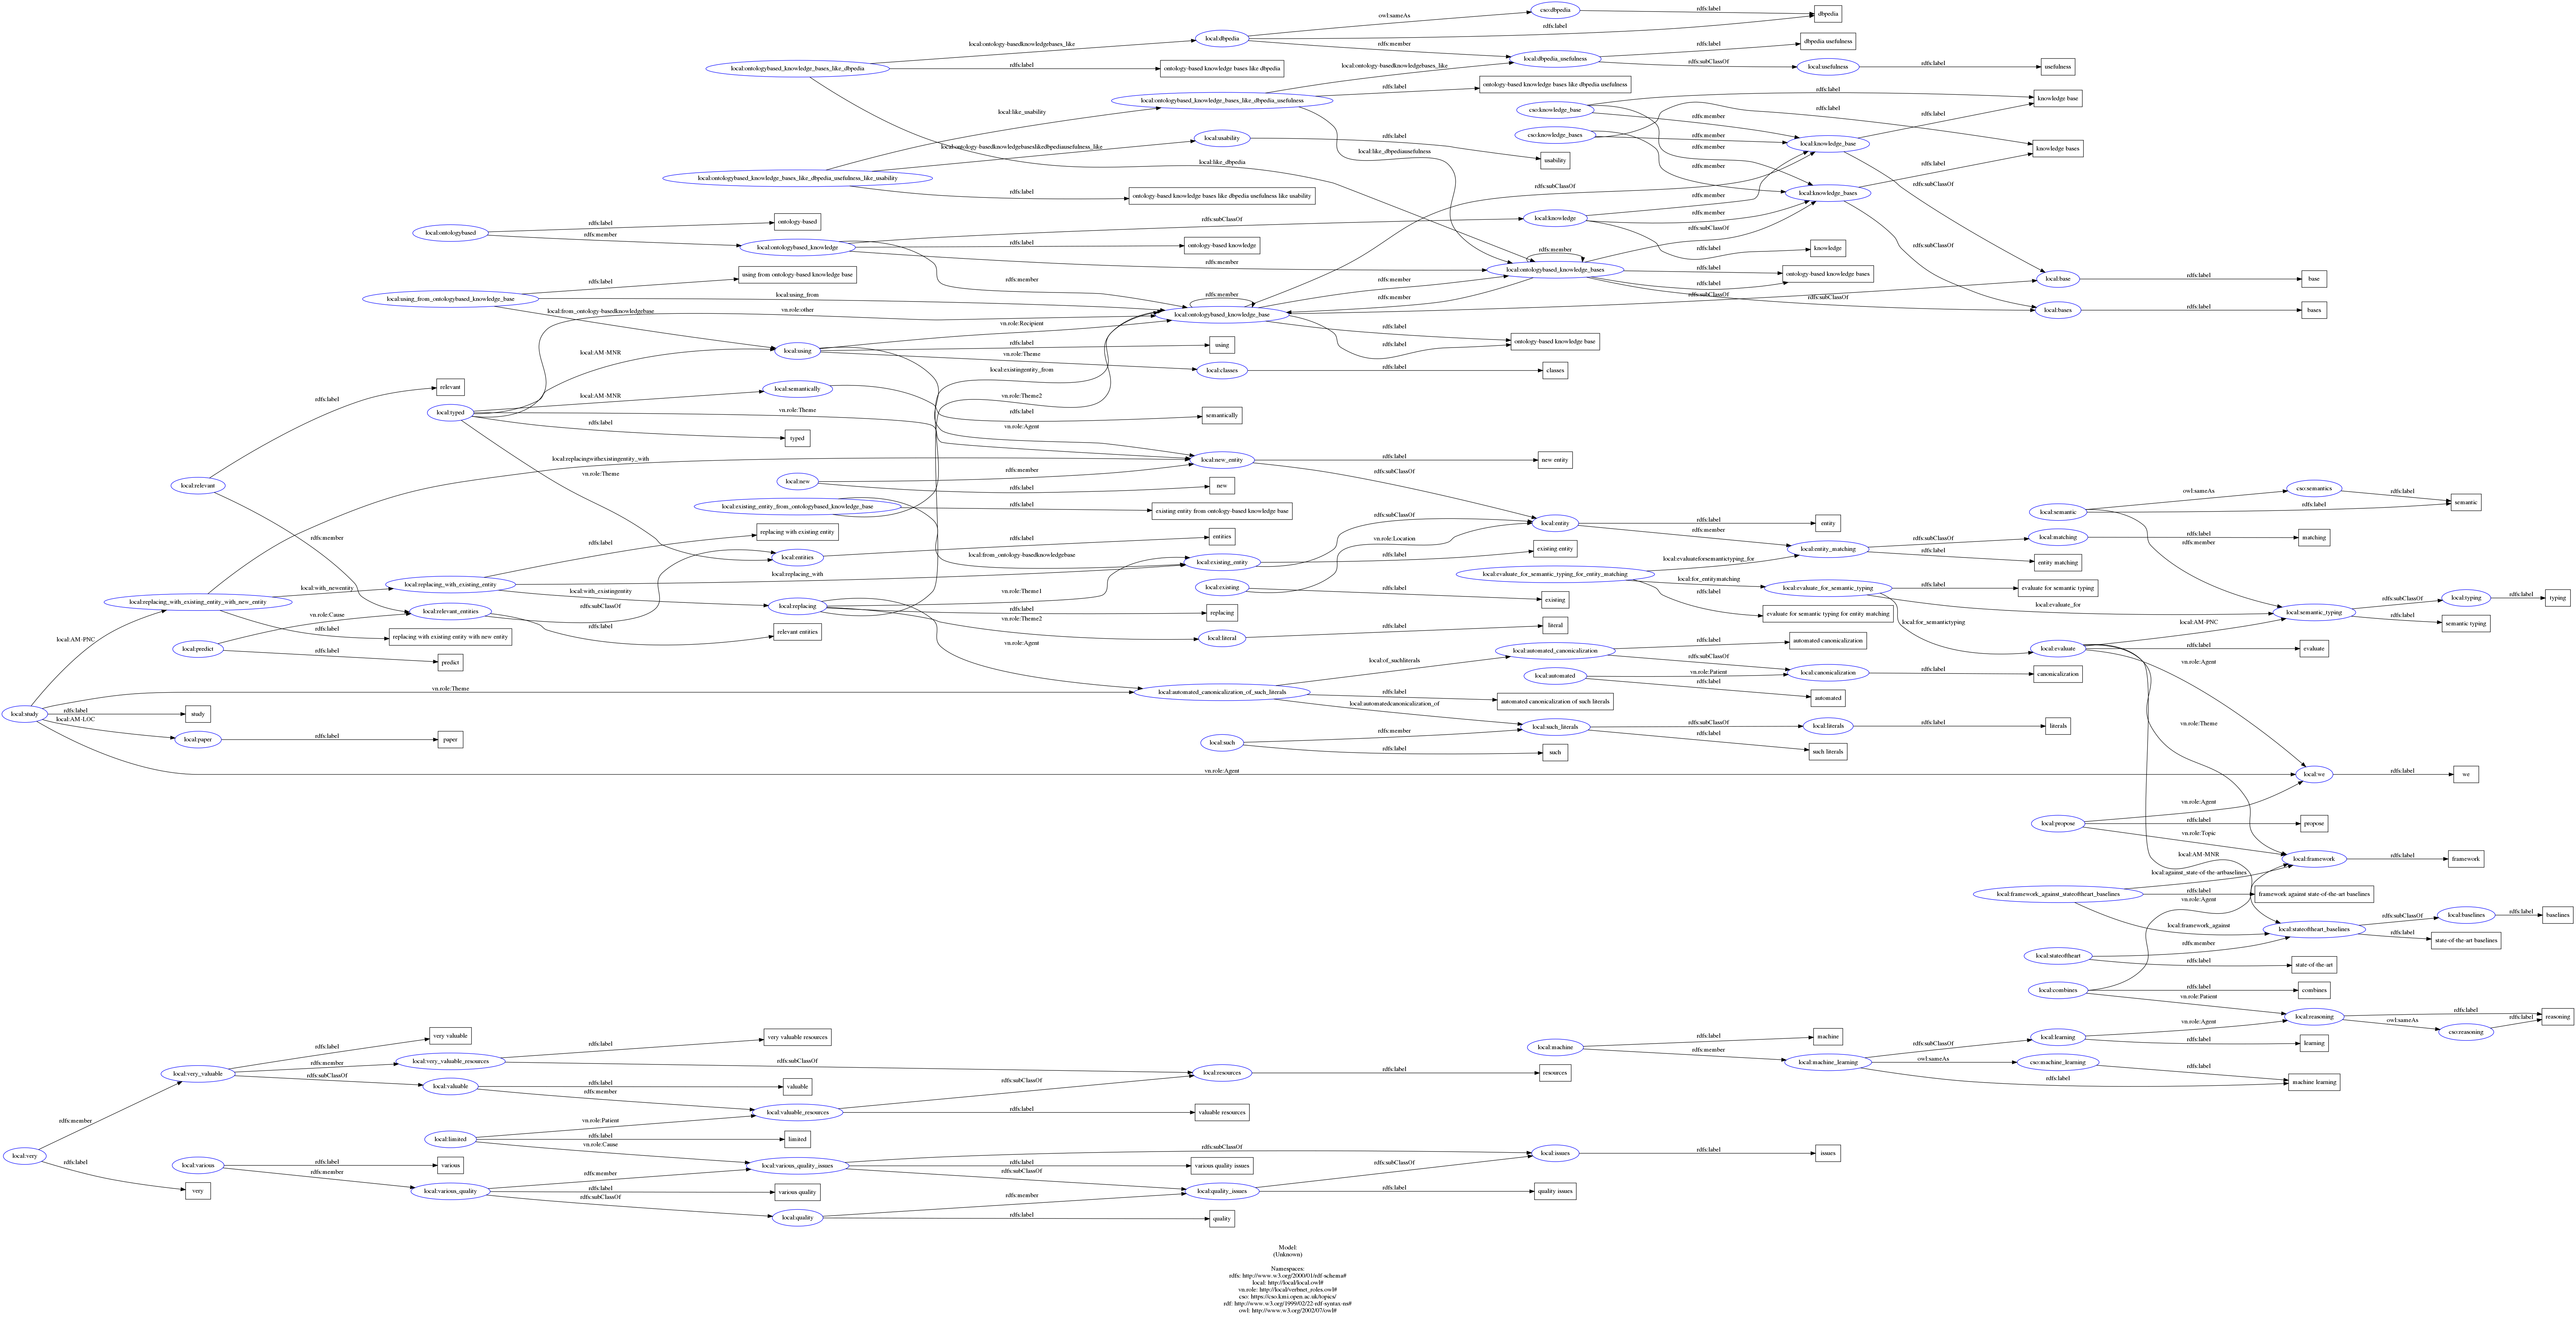 cso:dbpedia
rdfs:label
dbpedia
owl:sameAs
rdfs:label
local:dbpedia
local:ontology-basedknowledgebases_like
rdfs:member
rdfs:label
dbpedia usefulness
local:dbpedia_usefulness
rdfs:subClassOf
local:usefulness
rdfs:label
usefulness
local:ontologybased_knowledge_bases_like_dbpedia
rdfs:label
ontology-based knowledge bases like dbpedia
local:ontology-basedknowledgebases_like
rdfs:label
ontology-based knowledge bases like dbpedia usefulness
local:ontologybased_knowledge_bases_like_dbpedia_usefulness
local:like_usability
cso:knowledge_base
rdfs:label
knowledge base
rdfs:label
rdfs:member
rdfs:label
cso:knowledge_bases
rdfs:member
rdfs:member
local:knowledge_base
knowledge bases
local:usability
rdfs:label
usability
local:ontology-basedknowledgebaseslikedbpediausefulness_like
local:like_dbpedia
local:like_dbpediausefulness
rdfs:member
rdfs:label
local:ontologybased_knowledge_bases_like_dbpedia_usefulness_like_usability
rdfs:label
ontology-based knowledge bases like dbpedia usefulness like usability
rdfs:subClassOf
rdfs:subClassOf
local:knowledge_bases
rdfs:member
local:ontologybased
rdfs:label
ontology-based
rdfs:member
local:ontologybased_knowledge
rdfs:subClassOf
local:knowledge
rdfs:member
rdfs:subClassOf
rdfs:label
ontology-based knowledge
rdfs:label
knowledge
rdfs:subClassOf
rdfs:member
rdfs:member
rdfs:member
local:ontologybased_knowledge_bases
rdfs:label
ontology-based knowledge bases
rdfs:label
rdfs:subClassOf
rdfs:subClassOf
local:base
rdfs:label
base
local:bases
rdfs:label
bases
rdfs:label
using from ontology-based knowledge base
local:using_from_ontologybased_knowledge_base
local:using_from
local:from_ontology-basedknowledgebase
vn.role:other
rdfs:member
rdfs:member
rdfs:member
local:ontologybased_knowledge_base
rdfs:label
rdfs:label
ontology-based knowledge base
vn.role:Recipient
local:using
rdfs:label
using
vn.role:Theme
local:classes
rdfs:label
classes
local:AM-MNR
local:AM-MNR
local:semantically
rdfs:label
semantically
local:existingentity_from
vn.role:Theme2
relevant
rdfs:label
local:typed
vn.role:Theme
rdfs:label
typed
vn.role:Agent
local:replacingwithexistingentity_with
vn.role:Theme
local:relevant
rdfs:member
local:new
rdfs:member
rdfs:label
new
local:new_entity
rdfs:label
new entity
rdfs:subClassOf
local:existing_entity_from_ontologybased_knowledge_base
rdfs:label
existing entity from ontology-based knowledge base
rdfs:label
replacing with existing entity
rdfs:label
entities
local:entities
rdfs:subClassOf
vn.role:Location
local:entity
rdfs:label
entity
rdfs:member
local:from_ontology-basedknowledgebase
local:existing_entity
rdfs:label
existing entity
local:entity_matching
rdfs:subClassOf
local:matching
rdfs:label
matching
rdfs:label
entity matching
local:semantic
owl:sameAs
cso:semantics
rdfs:label
rdfs:label
semantic
rdfs:member
local:evaluateforsemantictyping_for
local:evaluate_for_semantic_typing_for_entity_matching
local:for_entitymatching
rdfs:label
evaluate for semantic typing for entity matching
local:evaluate_for_semantic_typing
rdfs:label
evaluate for semantic typing
local:evaluate_for
local:for_semantictyping
local:semantic_typing
rdfs:subClassOf
local:typing
rdfs:label
typing
rdfs:label
semantic typing
local:replacing_with_existing_entity
local:replacing_with
local:with_existingentity
local:with_newentity
local:replacing_with_existing_entity_with_new_entity
rdfs:label
replacing with existing entity with new entity
local:existing
rdfs:label
existing
local:replacing
vn.role:Theme1
rdfs:label
replacing
vn.role:Theme2
local:literal
rdfs:label
literal
vn.role:Agent
vn.role:Cause
local:relevant_entities
rdfs:subClassOf
rdfs:label
relevant entities
local:AM-PNC
local:predict
rdfs:label
predict
local:AM-PNC
local:evaluate
rdfs:label
evaluate
vn.role:Agent
local:automated_canonicalization
rdfs:label
automated canonicalization
rdfs:subClassOf
local:of_suchliterals
local:automated
vn.role:Patient
local:canonicalization
rdfs:label
canonicalization
rdfs:label
automated
vn.role:Theme
local:automated_canonicalization_of_such_literals
rdfs:label
automated canonicalization of such literals
local:automatedcanonicalization_of
local:study
rdfs:label
study
local:AM-LOC
local:paper
rdfs:label
paper
local:such_literals
rdfs:subClassOf
local:literals
rdfs:label
literals
rdfs:label
such literals
local:such
rdfs:member
rdfs:label
such
vn.role:Theme
vn.role:Agent
local:we
rdfs:label
we
vn.role:Agent
local:propose
rdfs:label
propose
vn.role:Topic
local:AM-MNR
local:framework
rdfs:label
framework
local:against_state-of-the-artbaselines
local:framework_against_stateoftheart_baselines
rdfs:label
framework against state-of-the-art baselines
vn.role:Agent
local:framework_against
rdfs:subClassOf
local:baselines
rdfs:label
baselines
local:stateoftheart_baselines
rdfs:label
state-of-the-art baselines
rdfs:member
local:stateoftheart
rdfs:label
state-of-the-art
local:combines
rdfs:label
combines
vn.role:Patient
local:reasoning
rdfs:label
reasoning
owl:sameAs
cso:reasoning
rdfs:label
vn.role:Agent
local:machine
rdfs:label
machine
rdfs:member
local:machine_learning
rdfs:subClassOf
local:learning
rdfs:label
learning
owl:sameAs
cso:machine_learning
rdfs:label
rdfs:label
machine learning
very valuable
rdfs:label
rdfs:label
very valuable resources
local:very_valuable
rdfs:member
local:very_valuable_resources
rdfs:subClassOf
rdfs:subClassOf
local:valuable
rdfs:label
valuable
rdfs:member
rdfs:subClassOf
local:resources
rdfs:label
resources
local:valuable_resources
rdfs:label
valuable resources
rdfs:member
vn.role:Patient
local:limited
rdfs:label
limited
vn.role:Cause
local:very
rdfs:label
very
local:various
rdfs:label
various
rdfs:member
local:various_quality
rdfs:member
rdfs:label
various quality
rdfs:subClassOf
local:various_quality_issues
rdfs:subClassOf
rdfs:label
various quality issues
rdfs:subClassOf
local:issues
rdfs:label
issues
rdfs:subClassOf
local:quality_issues
rdfs:label
quality issues
rdfs:member
local:quality
rdfs:label
quality
Model:
(Unknown)
Namespaces:
rdfs: http://www.w3.org/2000/01/rdf-schema#
local: http://local/local.owl#
vn.role: http://local/verbnet_roles.owl#
cso: https://cso.kmi.open.ac.uk/topics/
rdf: http://www.w3.org/1999/02/22-rdf-syntax-ns#
owl: http://www.w3.org/2002/07/owl#